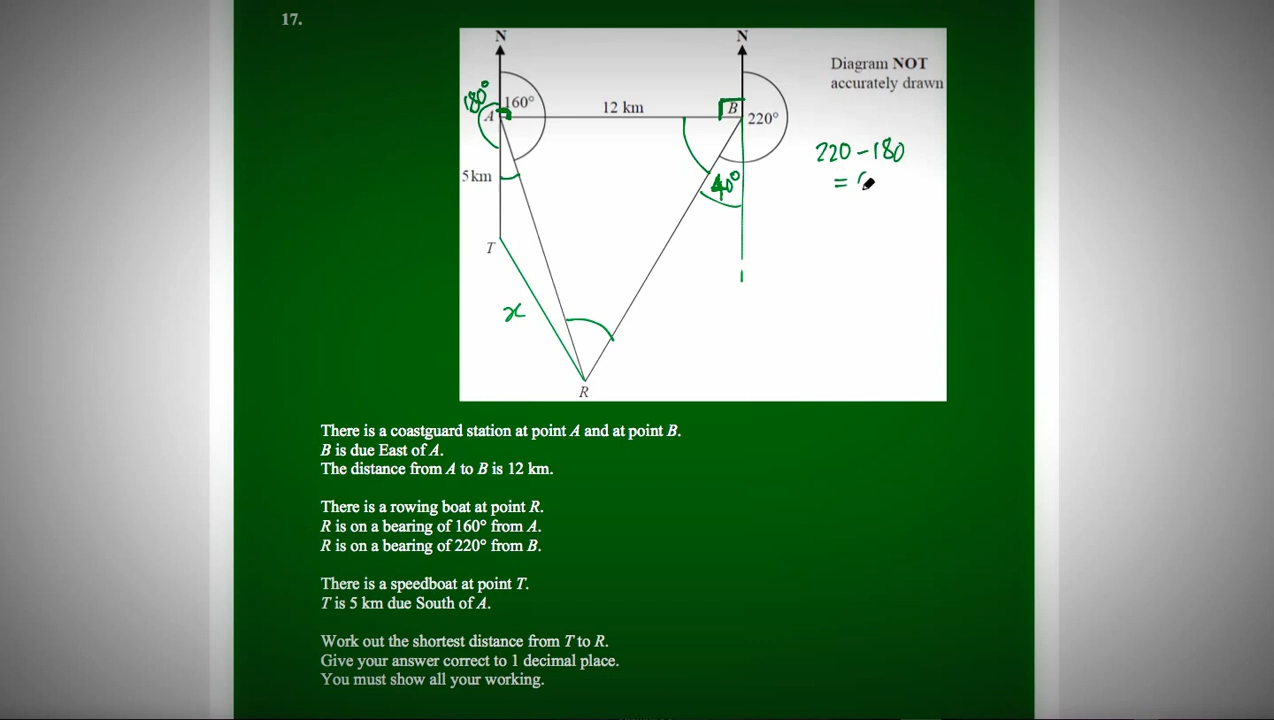 17.
N
N
Diagram NOT
accurately drawn
180°
160°
A
12 km
B
220°
220 - 180
=
5 km
40°
T
x
R
There is a coastguard station at point A and at point B.
B is due East of A.
The distance from A to B is 12 km.
There is a rowing boat at point R.
R is on a bearing of 160° from A.
R is on a bearing of 220° from B.
There is a speedboat at point T.
T is 5 km due South of A.
Work out the shortest distance from T to R.
Give your answer correct to 1 decimal place.
You must show all your working.